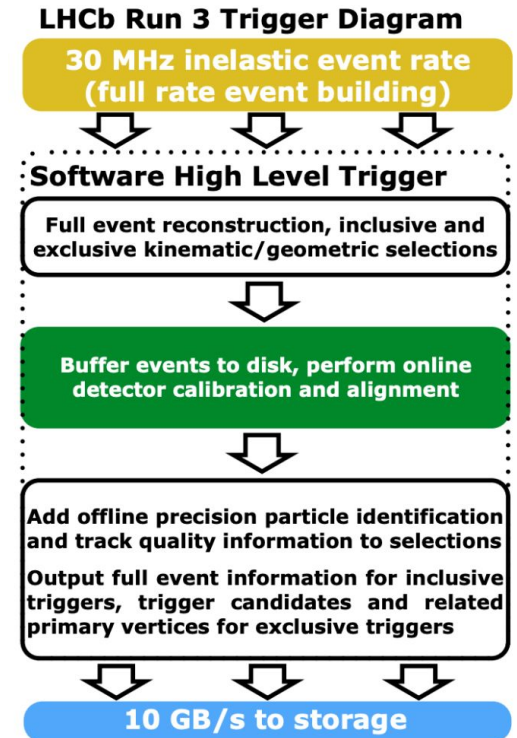 LHCb Run 3 Trigger Diagram
30 MHz inelastic event rate
(full rate event building)
Software High Level Trigger
Full event reconstruction, inclusive and
exclusive kinematic/geometric selections
Buffer events to disk, perform online
detector calibration and alignment
Add offline precision particle identification
and track quality information to selections
Output full event information for inclusive
triggers, trigger candidates and related
primary vertices for exclusive triggers
10 GB/s to storage